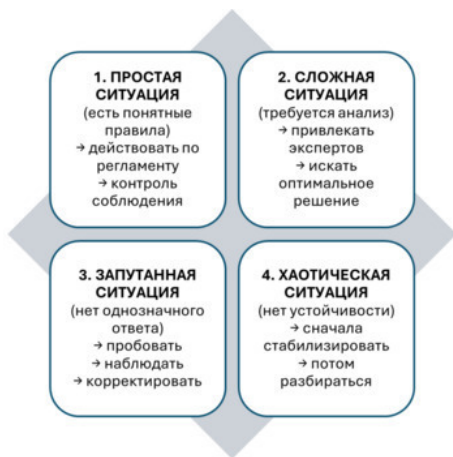 1. ПРОСТАЯ
СИТУАЦИЯ
(есть понятные
правила)
→ действовать по
регламенту
→ контроль
соблюдения
2. СЛОЖНАЯ
СИТУАЦИЯ
(требуется анализ)
→ привлекать
экспертов
→ искать
оптимальное
решение
3. ЗАПУТАННАЯ
СИТУАЦИЯ
(нет однозначного
ответа)
→ пробовать
→ наблюдать
→ корректировать
4. ХАОТИЧЕСКАЯ
СИТУАЦИЯ
(нет устойчивости)
→ сначала
стабилизировать
→ потом
разбираться